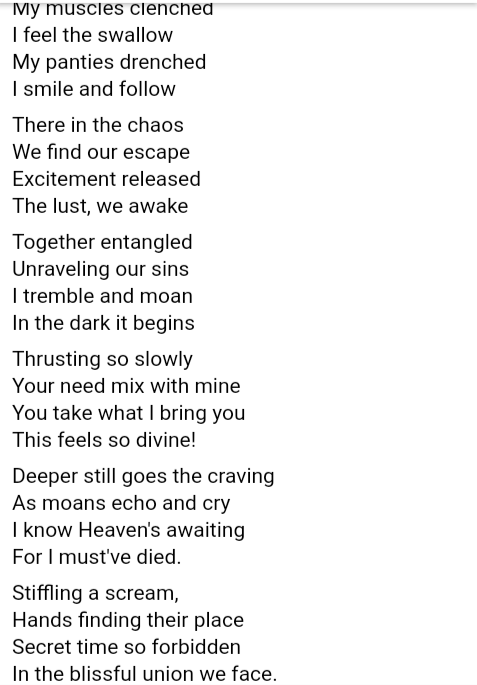 My muscles clenched
I feel the swallow
My panties drenched
I smile and follow
There in the chaos
We find our escape
Excitement released
The lust, we awake
Together entangled
Unraveling our sins
I tremble and moan
In the dark it begins
Thrusting so slowly
Your need mix with mine
You take what I bring you
This feels so divine!
Deeper still goes the craving
As moans echo and cry
I know Heaven's awaiting
For I must've died.
Stiffling a scream,
Hands finding their place
Secret time so forbidden
In the blissful union we face.